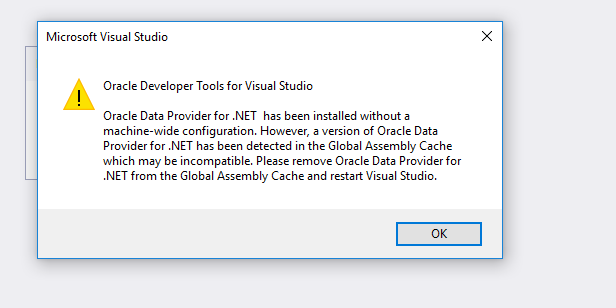 Microsoft Visual Studio
Oracle Developer Tools for Visual Studio
Oracle Data Provider for .NET  has been installed without a
machine-wide configuration. However, a version of Oracle Data
Provider for .NET has been detected in the Global Assembly Cache
which may be incompatible. Please remove Oracle Data Provider for
.NET from the Global Assembly Cache and restart Visual Studio.
OK